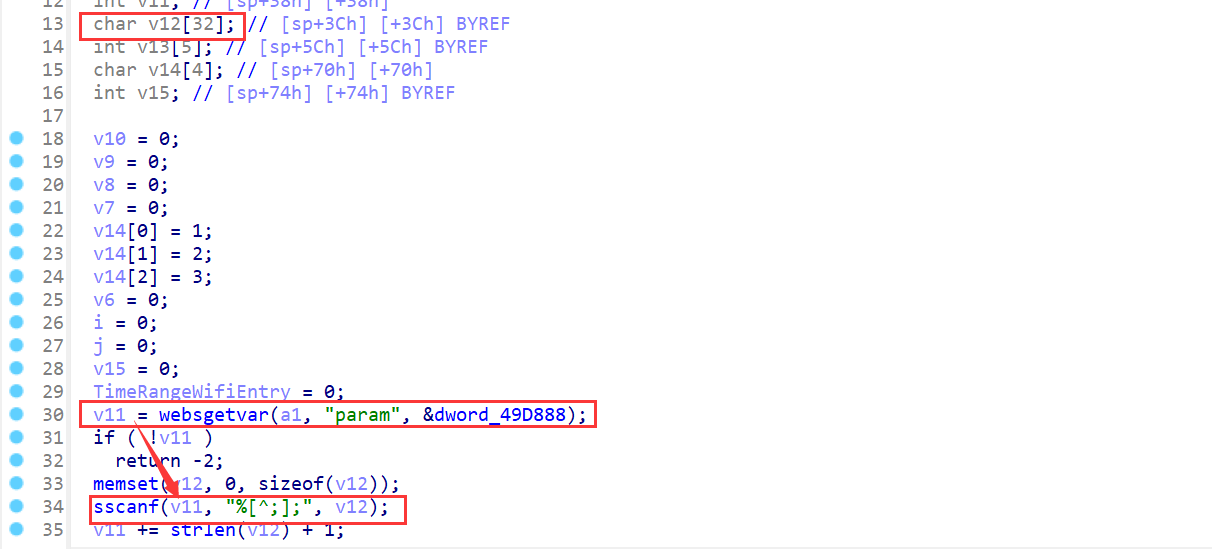 12 int v11; // [sp+38h] [+38h]
13 char v12[32]; // [sp+3Ch] [+3Ch] BYREF
14 int v13[5]; // [sp+5Ch] [+5Ch] BYREF
15 char v14[4]; // [sp+70h] [+70h]
16 int v15; // [sp+74h] [+74h] BYREF
17
18 v10 = 0;
19 v9 = 0;
20 v8 = 0;
21 v7 = 0;
22 v14[0] = 1;
23 v14[1] = 2;
24 v14[2] = 3;
25 v6 = 0;
26 i = 0;
27 j = 0;
28 v15 = 0;
29 TimeRangeWifiEntry = 0;
30 v11 = websgetvar(a1, "param", &dword_49D888);
31 if ( !v11 )
32 return -2;
33 memset(v12, 0, sizeof(v12));
34 sscanf(v11, "%[^;];", v12);
35 v11 += strlen(v12) + 1;